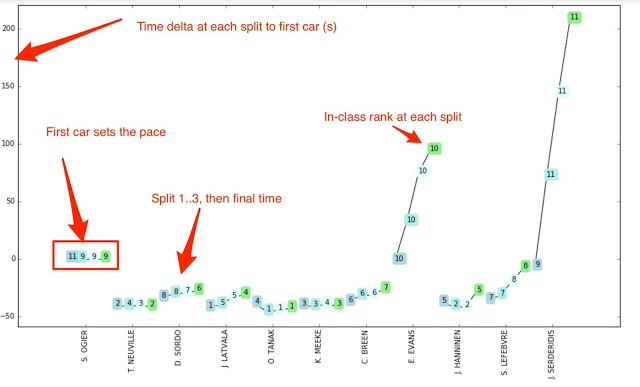 Time delta at each split to first car (s)
First car sets the pace
Split 1..3, then final time
In-class rank at each split
200
150
100
50
0
−50
11 9 9 9
2 4 3 2
8 8 7 6
1 5 5 4
4 1 1 1
3 3 4 3
6 6 6 7
10 10 10 10
5 2 2 5
7 7 8 8
9 11 11 11
S. OGIER
T. NEUVILLE
D. SORDO
J. LATVALA
O. TANAK
K. MEEKE
C. BREEN
E. EVANS
J. HANNINEN
S. LEFEBVRE
J. SERDERIDIS